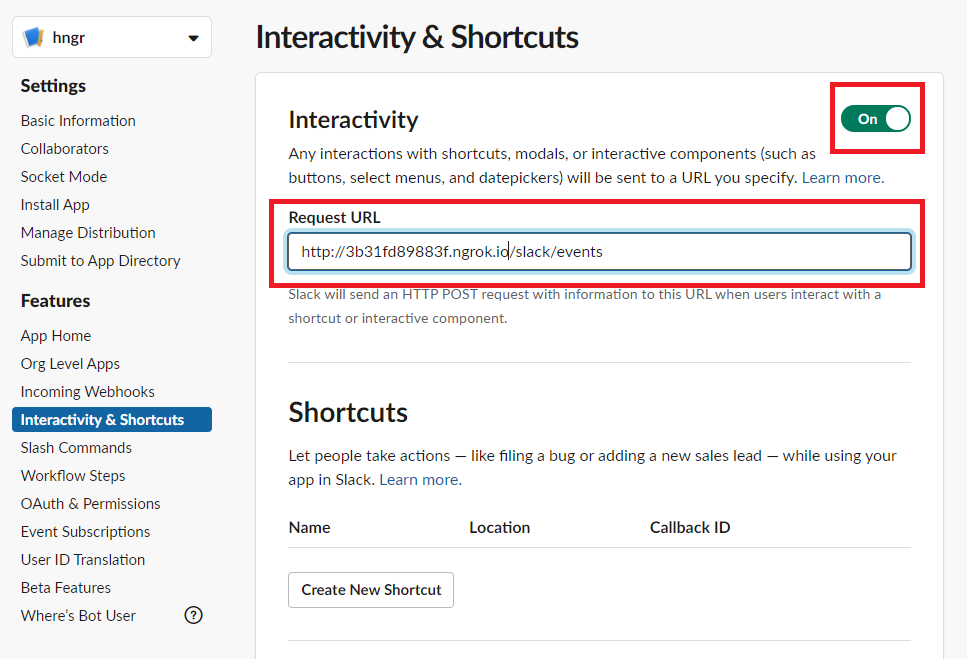 hngr
Settings
Basic Information
Collaborators
Socket Mode
Install App
Manage Distribution
Submit to App Directory
Features
App Home
Org Level Apps
Incoming Webhooks
Interactivity & Shortcuts
Slash Commands
Workflow Steps
OAuth & Permissions
Event Subscriptions
User ID Translation
Beta Features
Where's Bot User ?
Interactivity & Shortcuts
Interactivity
On
Any interactions with shortcuts, modals, or interactive components (such as
buttons, select menus, and datepickers) will be sent to a URL you specify. Learn more.
Request URL
http://3b31fd89883f.ngrok.io/slack/events
Slack will send an HTTP POST request with information to this URL when users interact with a
shortcut or interactive component.
Shortcuts
Let people take actions — like filing a bug or adding a new sales lead — while using your
app in Slack. Learn more.
Name Location Callback ID
Create New Shortcut